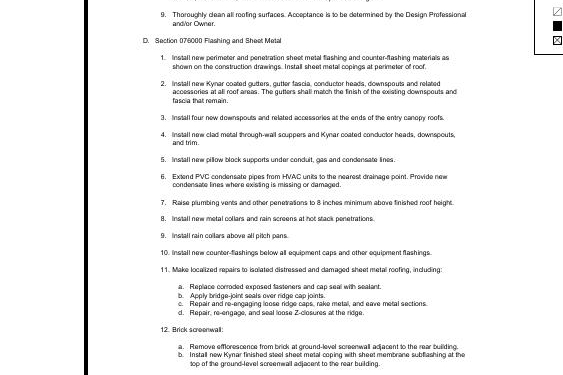 9. Thoroughly clean all roofing surfaces. Acceptance is to be determined by the Design Professional
and/or Owner.
D. Section 076000 Flashing and Sheet Metal
1. Install new perimeter and penetration sheet metal flashing and counter-flashing materials as
shown on the construction drawings. Install sheet metal copings at perimeter of roof.
2. Install new Kynar coated gutters, gutter fascia, conductor heads, downspouts and related
accessories at all roof areas. The gutters shall match the finish of the existing downspouts and
fascia that remain.
3. Install four new downspouts and related accessories at the ends of the entry canopy roofs.
4. Install new clad metal through-wall scuppers and Kynar coated conductor heads, downspouts,
and trim.
5. Install new pillow block supports under conduit, gas and condensate lines.
6. Extend PVC condensate pipes from HVAC units to the nearest drainage point. Provide new
condensate lines where existing is missing or damaged.
7. Raise plumbing vents and other penetrations to 8 inches minimum above finished roof height.
8. Install new metal collars and rain screens at hot stack penetrations.
9. Install rain collars above all pitch pans.
10. Install new counter-flashings below all equipment caps and other equipment flashings.
11. Make localized repairs to isolated distressed and damaged sheet metal roofing, including:
a. Replace corroded exposed fasteners and cap seal with sealant.
b. Apply bridge-joint seals over ridge cap joints.
c. Repair and re-engaging loose ridge caps, rake metal, and eave metal sections.
d. Repair, re-engage, and seal loose Z-closures at the ridge.
12. Brick screenwall:
a. Remove efflorescence from brick at ground-level screenwall adjacent to the rear building.
b. Install new Kynar finished steel sheet metal coping with sheet membrane subflashing at the
top of the ground-level screenwall adjacent to the rear building.